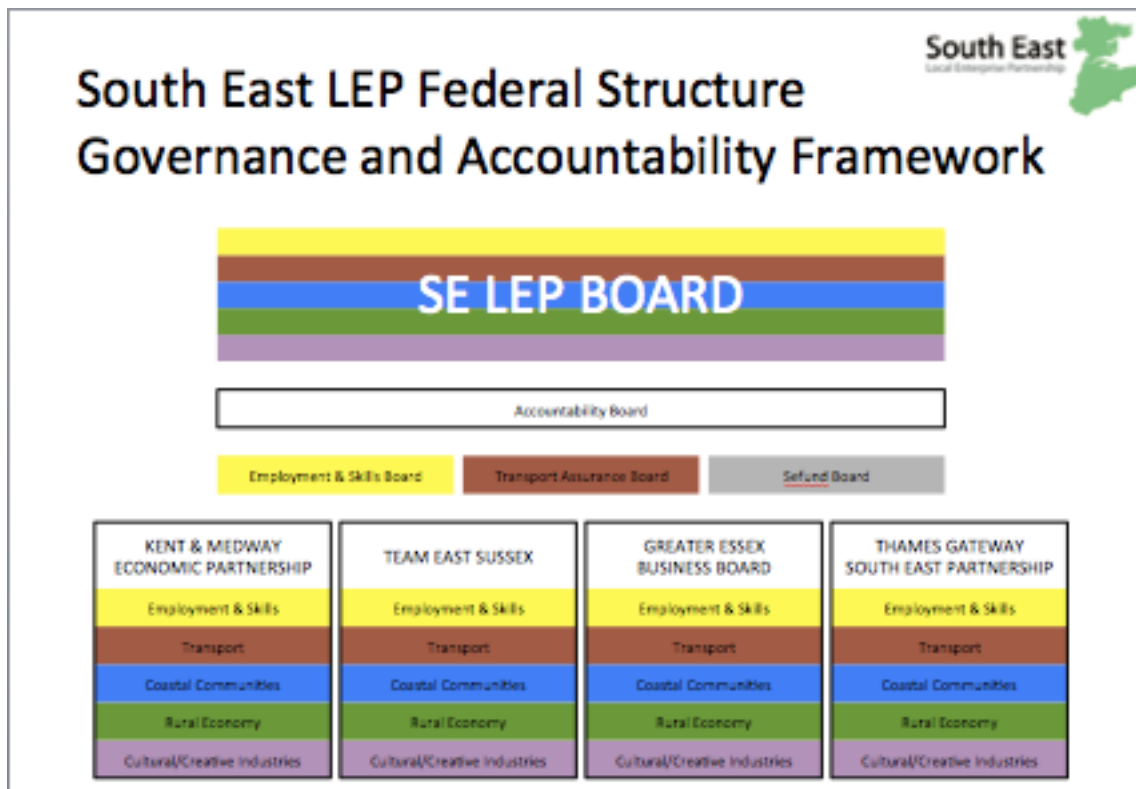 South East
Local Enterprise Partnership
South East LEP Federal Structure
Governance and Accountability Framework
SE LEP BOARD
Accountability Board
Employment & Skills Board
Transport Assurance Board
Sefund Board
KENT & MEDWAY
ECONOMIC PARTNERSHIP
Employment & Skills
Transport
Coastal Communities
Rural Economy
Cultural/Creative Industries
TEAM EAST SUSSEX
Employment & Skills
Transport
Coastal Communities
Rural Economy
Cultural/Creative Industries
GREATER ESSEX
BUSINESS BOARD
Employment & Skills
Transport
Coastal Communities
Rural Economy
Cultural/Creative Industries
THAMES GATEWAY
SOUTH EAST PARTNERSHIP
Employment & Skills
Transport
Coastal Communities
Rural Economy
Cultural/Creative Industries